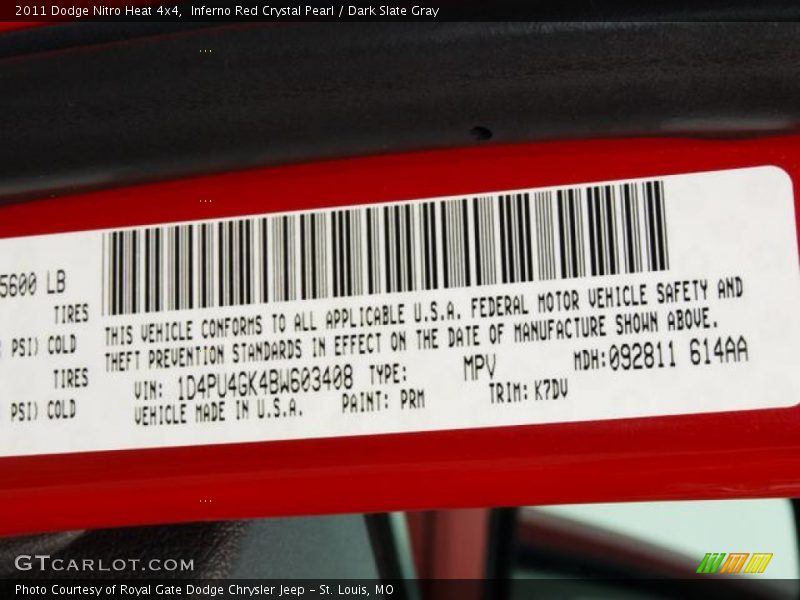 2011 Dodge Nitro Heat 4x4, Inferno Red Crystal Pearl / Dark Slate Gray
5600 LB
TIRES
PSI) COLD
TIRES
PSI) COLD
THIS VEHICLE CONFORMS TO ALL APPLICABLE U.S.A. FEDERAL MOTOR VEHICLE SAFETY AND
THEFT PREVENTION STANDARDS IN EFFECT ON THE DATE OF MANUFACTURE SHOWN ABOVE.
VIN: 1D4PU4GK4BW603408 TYPE: MPV MDH:092811 614AA
VEHICLE MADE IN U.S.A. PAINT: PRM TRIM: K7DV
GTCARLOT.COM
Photo Courtesy of Royal Gate Dodge Chrysler Jeep - St. Louis, MO